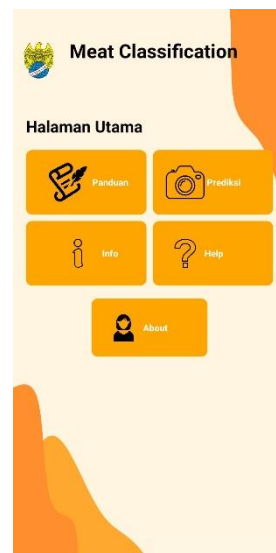 Meat Classification
Halaman Utama
Panduan
Prediksi
Info
Help
About